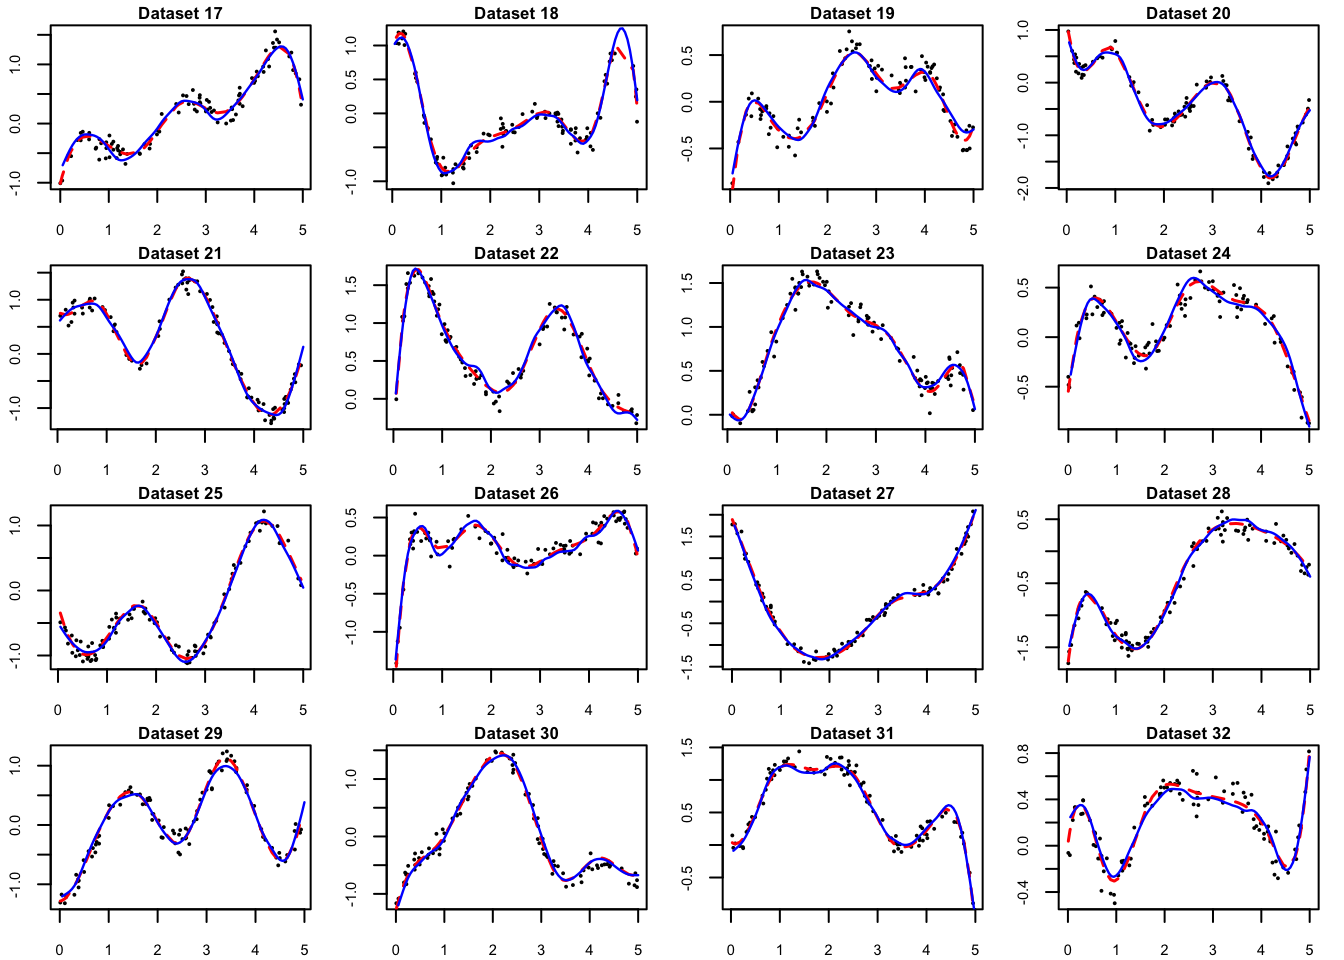 Dataset 17 Dataset 18 Dataset 19 Dataset 20
-1.0 0.0 1.0 -1.0 0.0 0.5 1.0 -0.5 0.0 0.5 -2.0 -1.0 0.0 1.0
0 1 2 3 4 5 0 1 2 3 4 5 0 1 2 3 4 5 0 1 2 3 4 5
Dataset 21 Dataset 22 Dataset 23 Dataset 24
-1.0 0.0 1.0 0.0 0.5 1.0 1.5 0.0 0.5 1.0 1.5 -0.5 0.0 0.5
0 1 2 3 4 5 0 1 2 3 4 5 0 1 2 3 4 5 0 1 2 3 4 5
Dataset 25 Dataset 26 Dataset 27 Dataset 28
-1.0 0.0 1.0 -1.0 -0.5 0.0 0.5 -1.5 -0.5 0.5 1.5 -1.5 -0.5 0.5
0 1 2 3 4 5 0 1 2 3 4 5 0 1 2 3 4 5 0 1 2 3 4 5
Dataset 29 Dataset 30 Dataset 31 Dataset 32
-1.0 0.0 1.0 -1.0 0.0 1.0 -0.5 0.5 1.5 -0.4 0.0 0.4 0.8
0 1 2 3 4 5 0 1 2 3 4 5 0 1 2 3 4 5 0 1 2 3 4 5